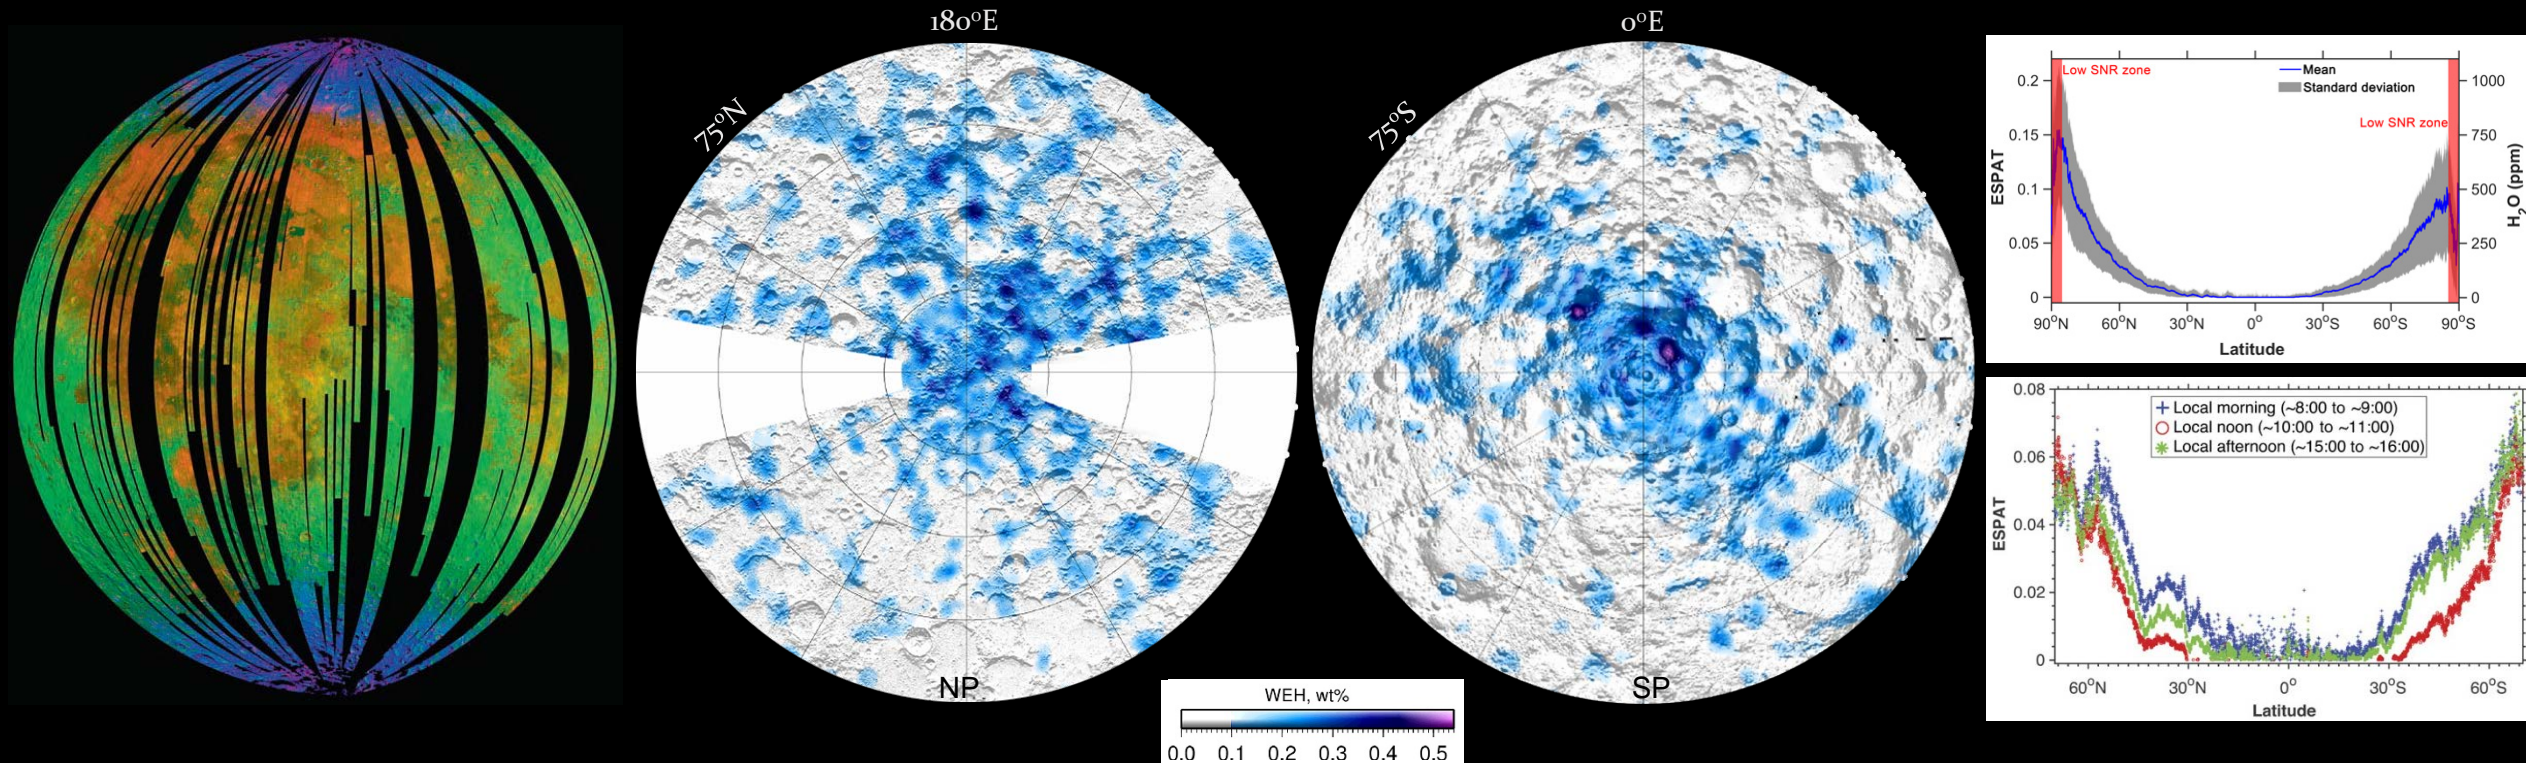 180°E
75°N
NP
0°E
75°S
SP
WEH, wt%
0.0 0.1 0.2 0.3 0.4 0.5
Low SNR zone
Mean
Standard deviation
Low SNR zone
ESPAT
0.2
0.15
0.1
0.05
0
1000
750
500
250
0
H2O (ppm)
90°N 60°N 30°N 0° 30°S 60°S 90°S
Latitude
Local morning (~8:00 to ~9:00)
Local noon (~10:00 to ~11:00)
Local afternoon (~15:00 to ~16:00)
ESPAT
0.08
0.06
0.04
0.02
0
60°N 30°N 0° 30°S 60°S
Latitude